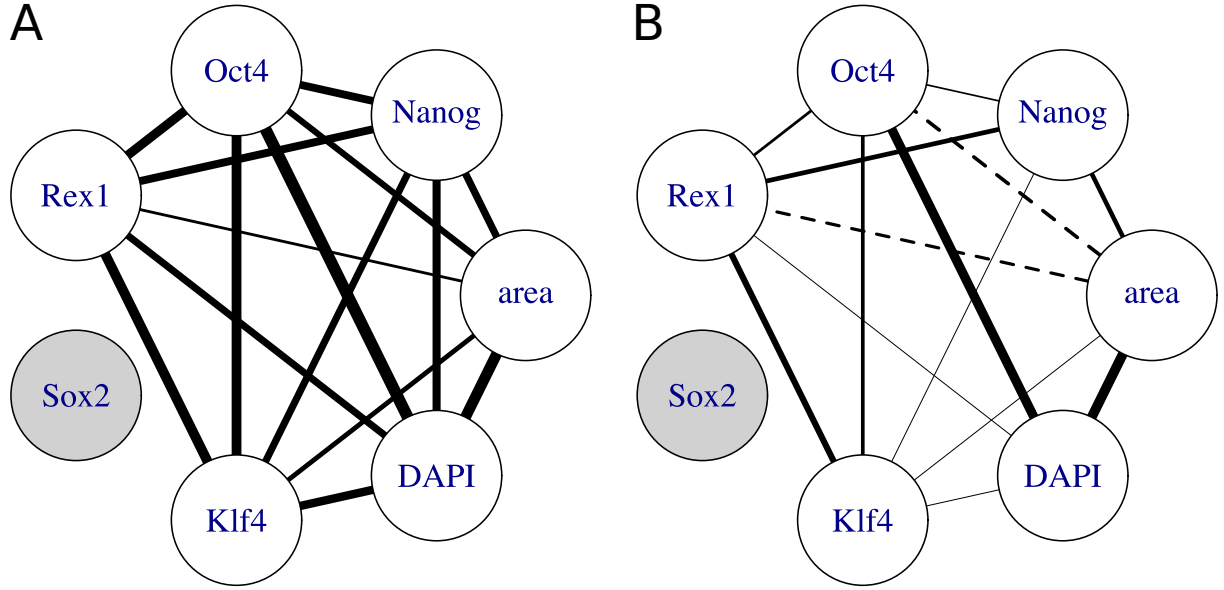 A
Oct4
Nanog
Rex1
area
Sox2
DAPI
Klf4
B
Oct4
Nanog
Rex1
area
Sox2
DAPI
Klf4